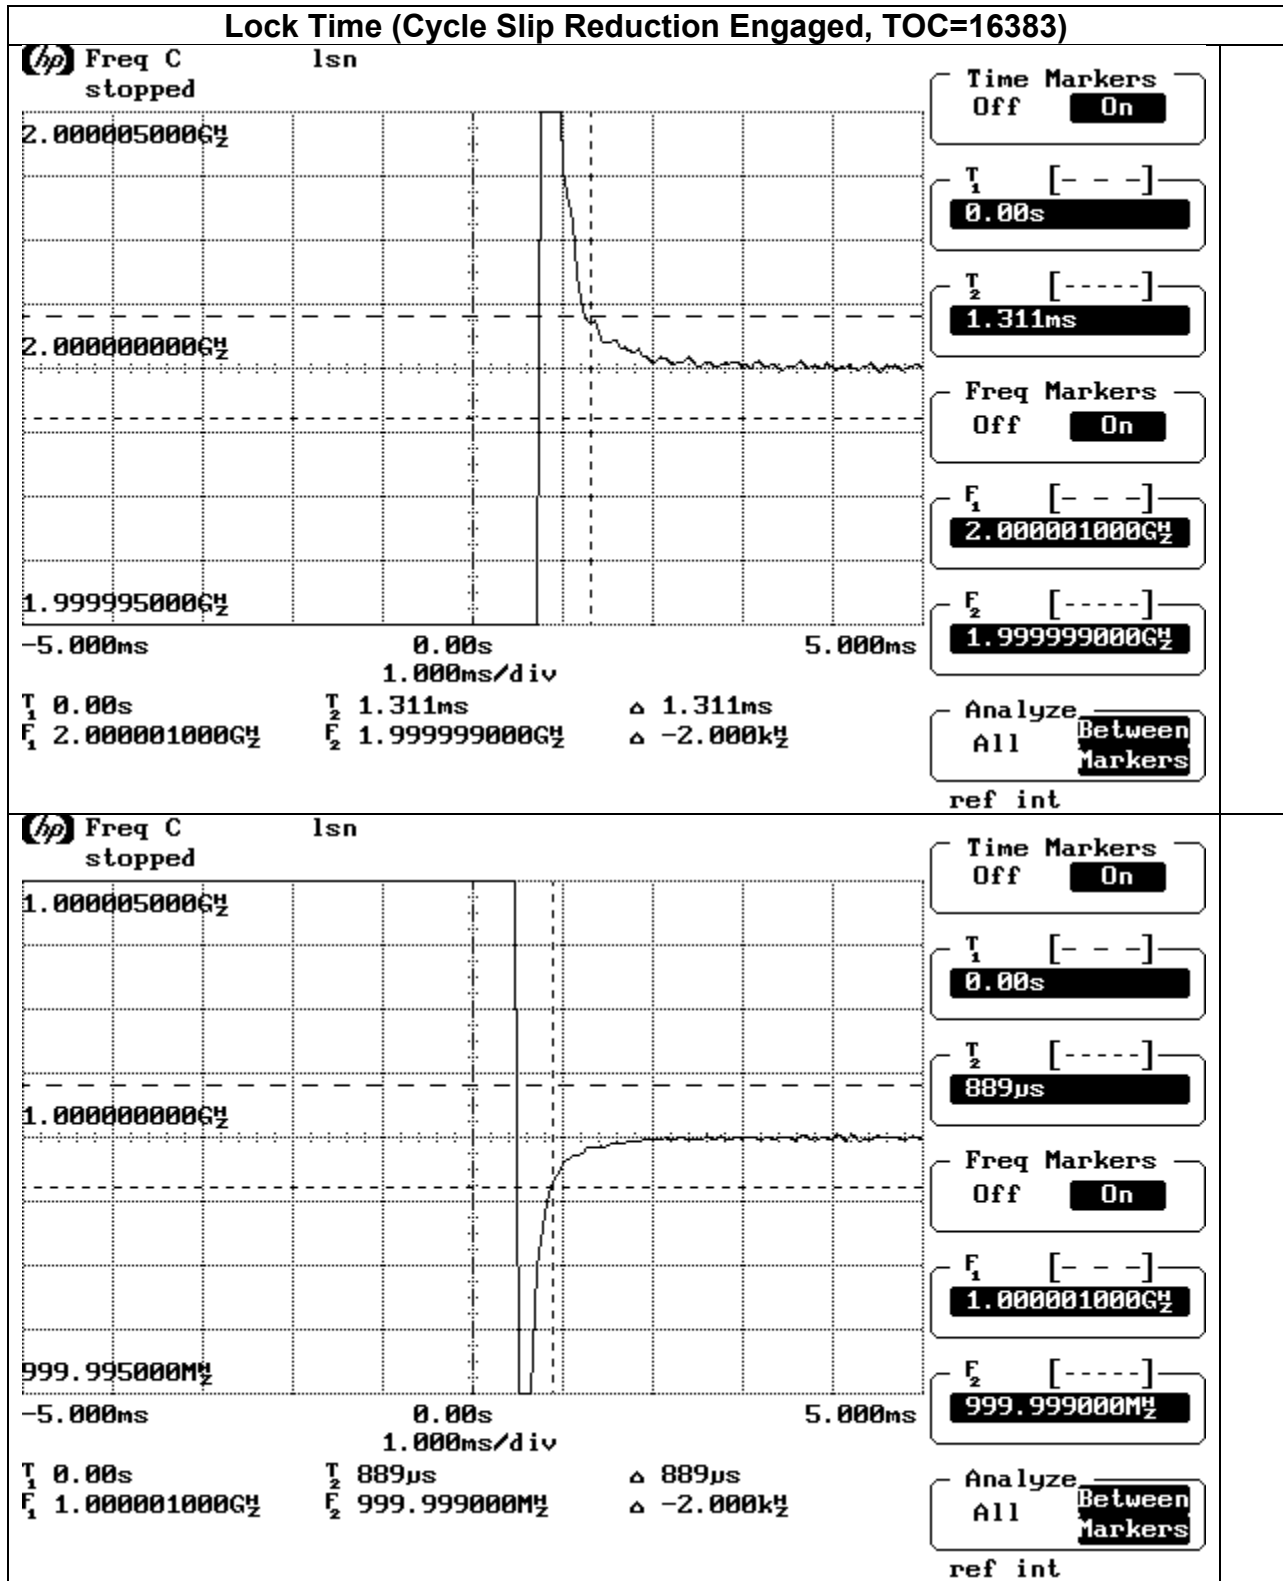 Lock Time (Cycle Slip Reduction Engaged, TOC=16383)
hp Freq C lsn
stopped
2.000005000GHz
2.000000000GHz
1.999995000GHz
-5.000ms 0.00s 5.000ms
1.000ms/div
T1 0.00s T2 1.311ms △ 1.311ms
F1 2.000001000GHz F2 1.999999000GHz △ -2.000kHz
Time Markers
Off On
T1 [- - -]
0.00s
T2 [-----]
1.311ms
Freq Markers
Off On
F1 [- - -]
2.000001000GHz
F2 [-----]
1.999999000GHz
Analyze
All Between Markers
ref int
hp Freq C lsn
stopped
1.000005000GHz
1.000000000GHz
999.995000MHz
-5.000ms 0.00s 5.000ms
1.000ms/div
T1 0.00s T2 889µs △ 889µs
F1 1.000001000GHz F2 999.999000MHz △ -2.000kHz
Time Markers
Off On
T1 [- - -]
0.00s
T2 [-----]
889µs
Freq Markers
Off On
F1 [- - -]
1.000001000GHz
F2 [-----]
999.999000MHz
Analyze
All Between Markers
ref int